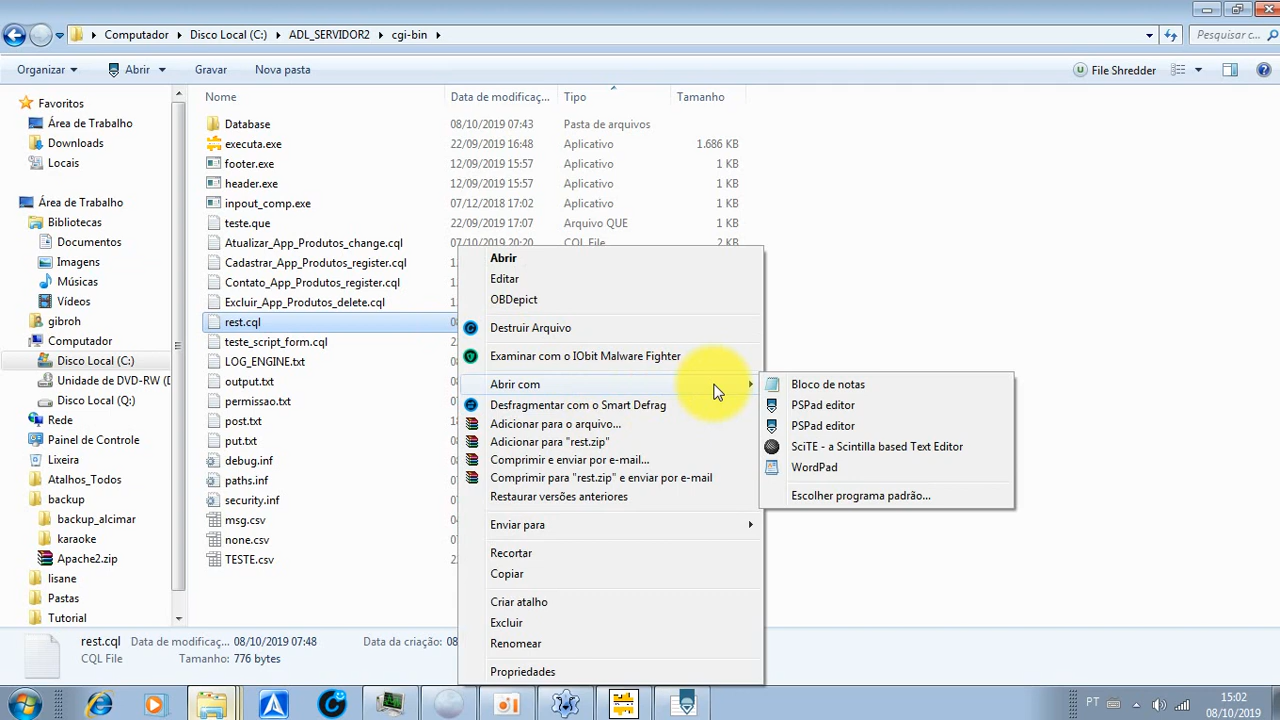 Computador ▸ Disco Local (C:) ▸ ADL_SERVIDOR2 ▸ cgi-bin ▸
Pesquisar c...
Organizar
Abrir
Gravar
Nova pasta
File Shredder
Nome
Data de modificaç...
Tipo
Tamanho
Favoritos
Área de Trabalho
Downloads
Locais
Área de Trabalho
Bibliotecas
Documentos
Imagens
Músicas
Vídeos
gibroh
Computador
Disco Local (C:)
Unidade de DVD-RW (
Disco Local (Q:)
Rede
Painel de Controle
Lixeira
Atalhos_Todos
backup
backup_alcimar
karaoke
Apache2.zip
lisane
Pastas
Tutorial
Database 08/10/2019 07:43 Pasta de arquivos
executa.exe 22/09/2019 16:48 Aplicativo 1.686 KB
footer.exe 12/09/2019 15:57 Aplicativo 1 KB
header.exe 12/09/2019 15:57 Aplicativo 1 KB
inpout_comp.exe 07/12/2018 17:02 Aplicativo 1 KB
teste.que 22/09/2019 17:07 Arquivo QUE 1 KB
Atualizar_App_Produtos_change.cql 07/10/2019 20:20 CQL File 2 KB
Cadastrar_App_Produtos_register.cql
Contato_App_Produtos_register.cql
Excluir_App_Produtos_delete.cql
rest.cql
teste_script_form.cql
LOG_ENGINE.txt
output.txt
permissao.txt
post.txt
put.txt
debug.inf
paths.inf
security.inf
msg.csv
none.csv
TESTE.csv
Abrir
Editar
OBDepict
Destruir Arquivo
Examinar com o IObit Malware Fighter
Abrir com
Desfragmentar com o Smart Defrag
Adicionar para o arquivo...
Adicionar para "rest.zip"
Comprimir e enviar por e-mail...
Comprimir para "rest.zip" e enviar por e-mail
Restaurar versões anteriores
Enviar para
Recortar
Copiar
Criar atalho
Excluir
Renomear
Propriedades
Bloco de notas
PSPad editor
PSPad editor
SciTE - a Scintilla based Text Editor
WordPad
Escolher programa padrão...
rest.cql Data de modificaç... 08/10/2019 07:48 Data da criação: 08
CQL File Tamanho: 776 bytes
PT
15:02
08/10/2019